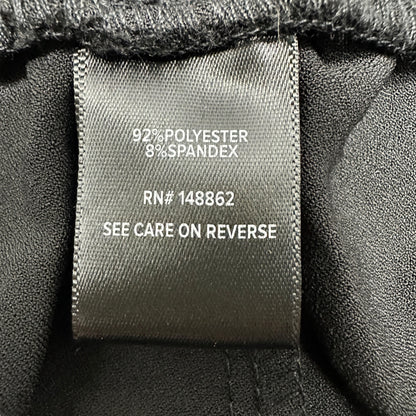 92%POLYESTER
8%SPANDEX
RN# 148862
SEE CARE ON REVERSE